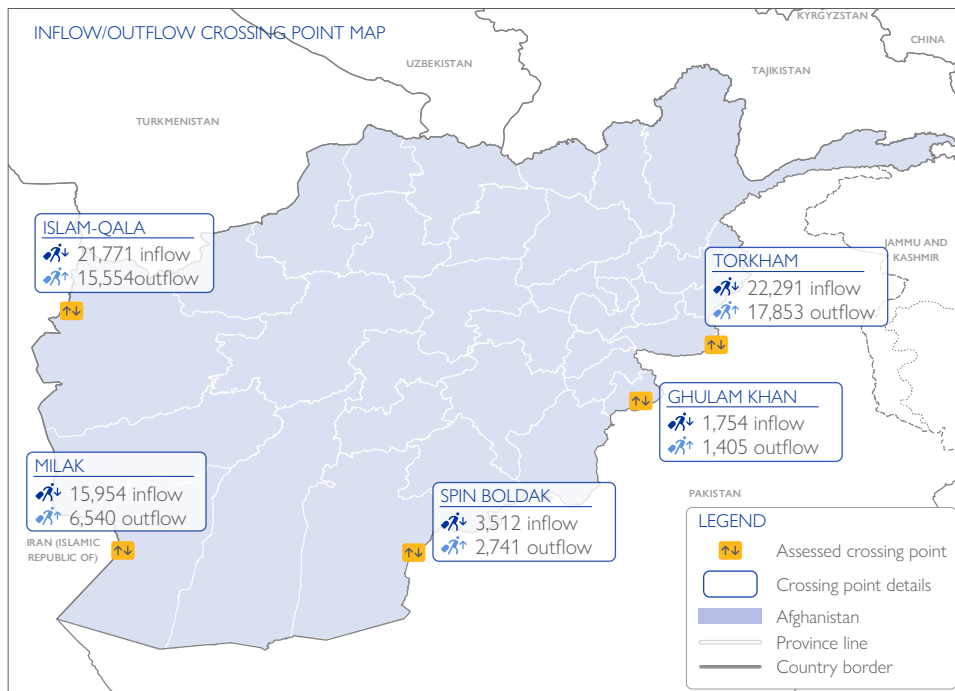 INFLOW/OUTFLOW CROSSING POINT MAP
KYRGYZSTAN
CHINA
UZBEKISTAN
TAJIKISTAN
TURKMENISTAN
ISLAM-QALA
21,771 inflow
15,554outflow
JAMMU AND
KASHMIR
TORKHAM
22,291 inflow
17,853 outflow
GHULAM KHAN
1,754 inflow
1,405 outflow
MILAK
15,954 inflow
6,540 outflow
IRAN (ISLAMIC
REPUBLIC OF)
SPIN BOLDAK
3,512 inflow
2,741 outflow
PAKISTAN
LEGEND
Assessed crossing point
Crossing point details
Afghanistan
Province line
Country border